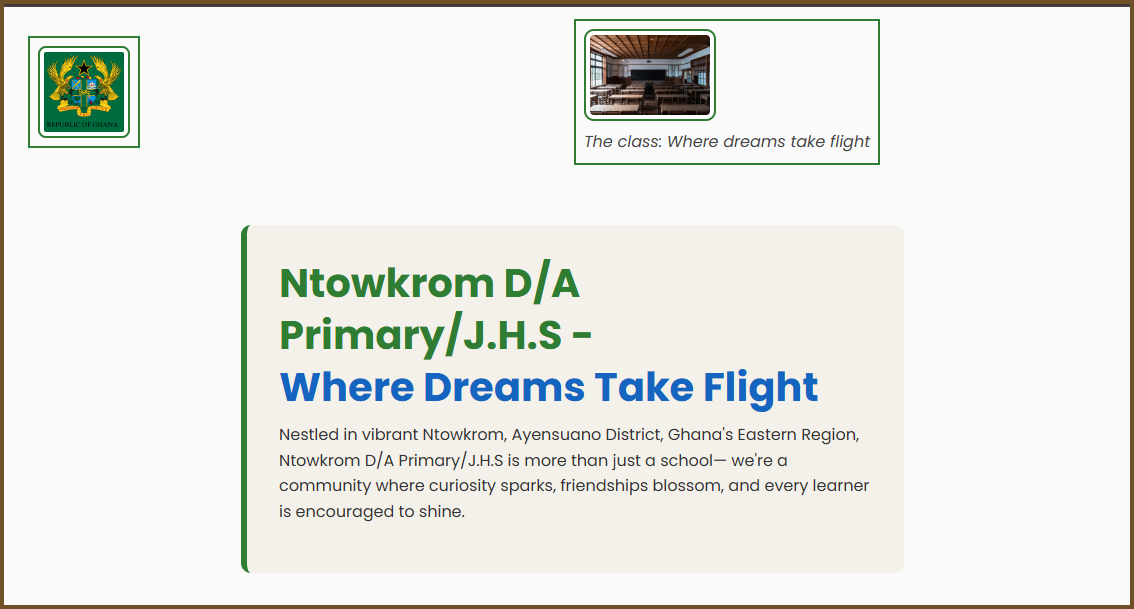 REPUBLIC OF GHANA
The class: Where dreams take flight
Ntowkrom D/A
Primary/J.H.S -
Where Dreams Take Flight
Nestled in vibrant Ntowkrom, Ayensuano District, Ghana's Eastern Region,
Ntowkrom D/A Primary/J.H.S is more than just a school— we're a
community where curiosity sparks, friendships blossom, and every learner
is encouraged to shine.